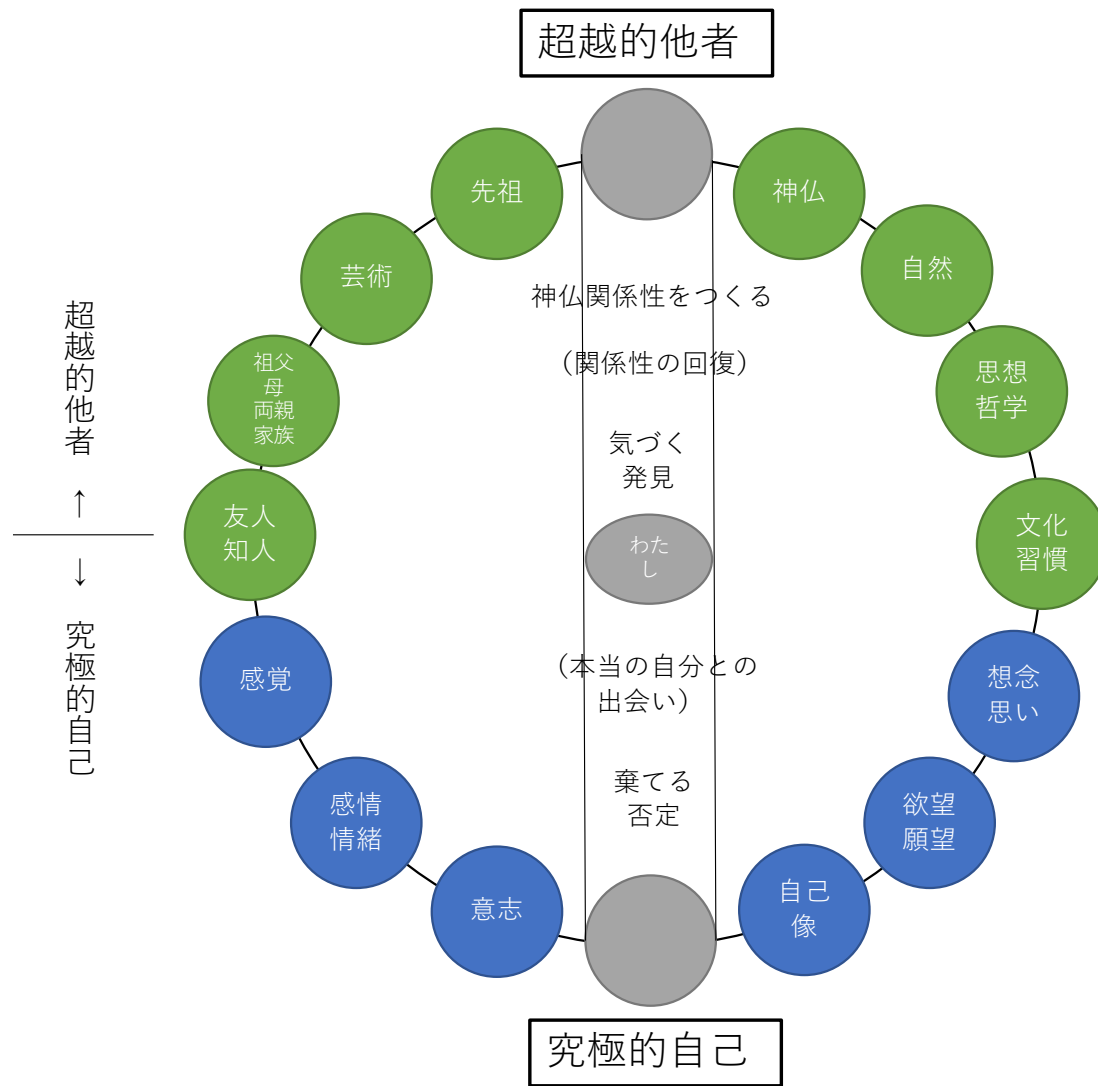 超越的他者
先祖
神仏
芸術
自然
神仏関係性をつくる
祖父
母
両親
家族
(関係性の回復)
思想
哲学
気づく
発見
超越的他者
↑
友人
知人
文化
習慣
わた
し
↓
究極的自己
感覚
(本当の自分との
出会い)
想念
思い
感情
情緒
棄てる
否定
欲望
願望
意志
自己
像
究極的自己